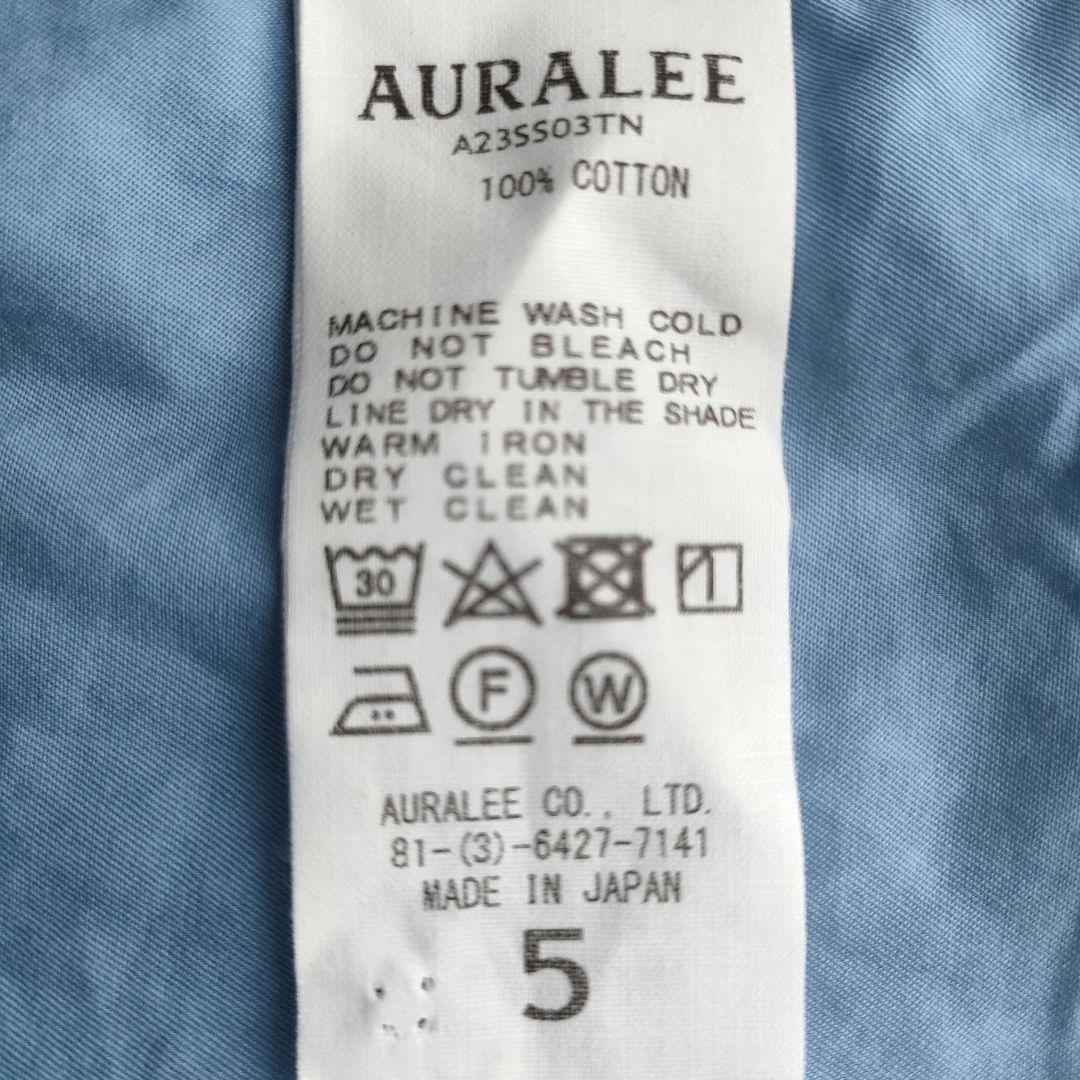 AURALEE
A23SS03TN
100% COTTON
MACHINE WASH COLD
DO NOT BLEACH
DO NOT TUMBLE DRY
LINE DRY IN THE SHADE
WARM IRON
DRY CLEAN
WET CLEAN
30
F W
AURALEE CO., LTD.
81-(3)-6427-7141
MADE IN JAPAN
5